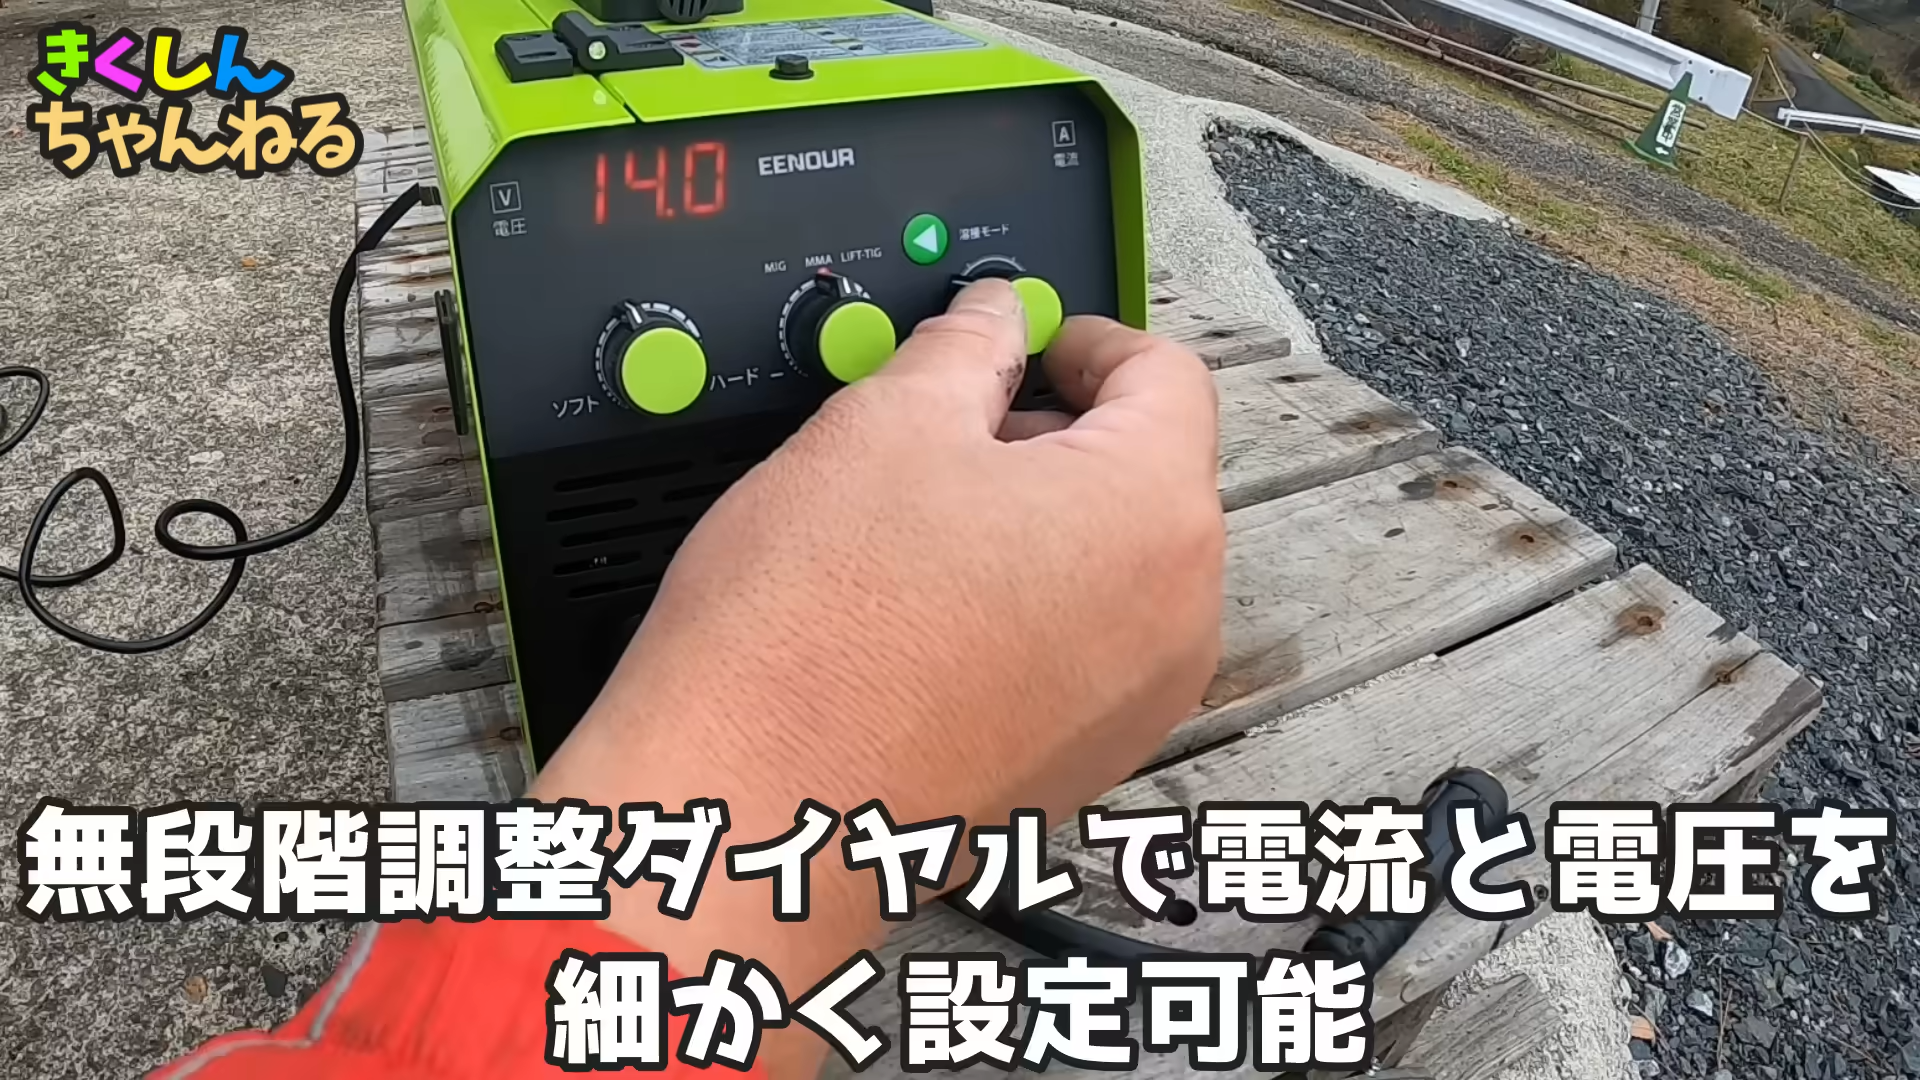 きくしん
ちゃんねる
14.0
EENOUR
A
電流
V
電圧
溶接モード
MIG MMA LIFT-TIG
ソフト
ハード
無段階調整ダイヤルで電流と電圧を
細かく設定可能